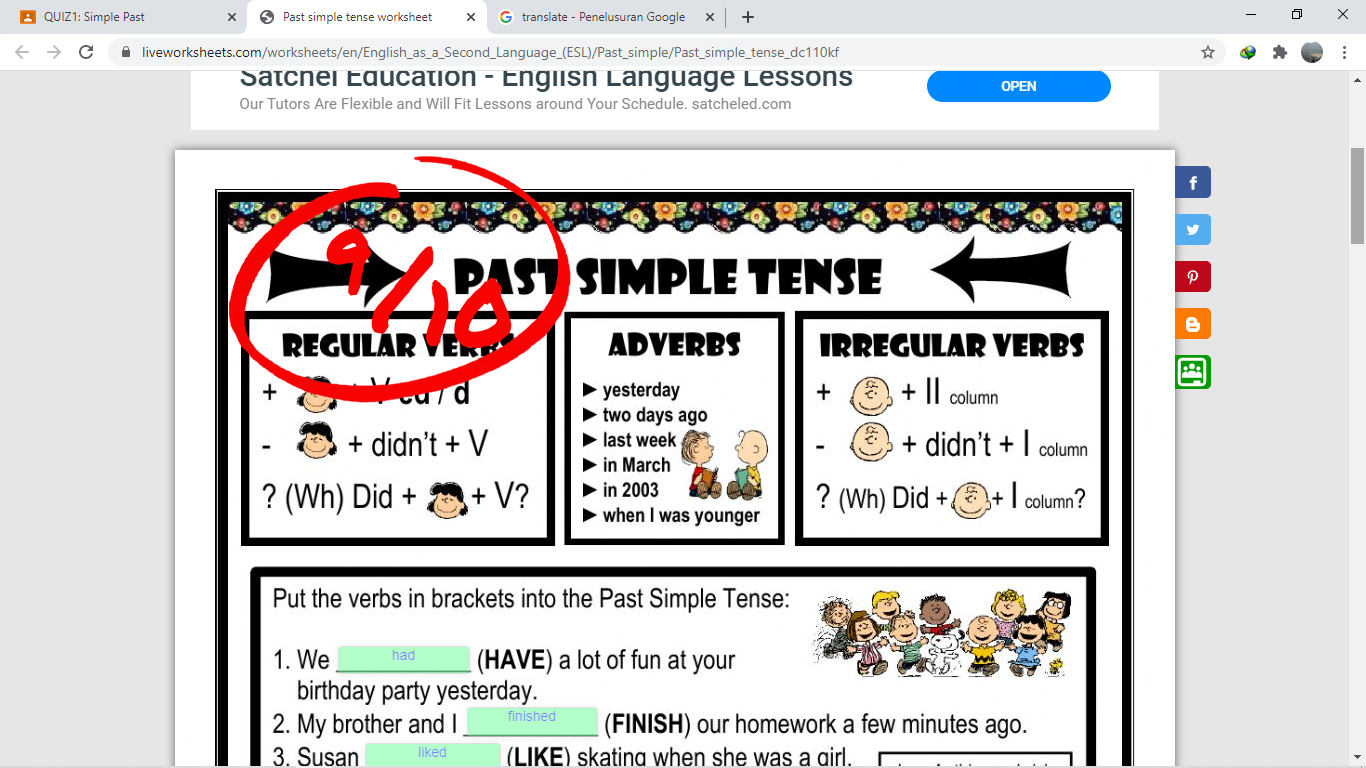 QUIZ1: Simple Past
Past simple tense worksheet
translate - Penelusuran Google
liveworksheets.com/worksheets/en/English_as_a_Second_Language_(ESL)/Past_simple/Past_simple_tense_dc110kf
Satchel Education - English Language Lessons
Our Tutors Are Flexible and Will Fit Lessons around Your Schedule. satcheled.com
OPEN
9/10
PAST SIMPLE TENSE
REGULAR VERBS
+ + V ed / d
- + didn't + V
? (Wh) Did + + V?
ADVERBS
► yesterday
► two days ago
► last week
► in March
► in 2003
► when I was younger
IRREGULAR VERBS
+ + II column
- + didn't + I column
? (Wh) Did + + I column?
Put the verbs in brackets into the Past Simple Tense:
1. We had (HAVE) a lot of fun at your
birthday party yesterday.
2. My brother and I finished (FINISH) our homework a few minutes ago.
3. Susan liked (LIKE) skating when she was a girl.